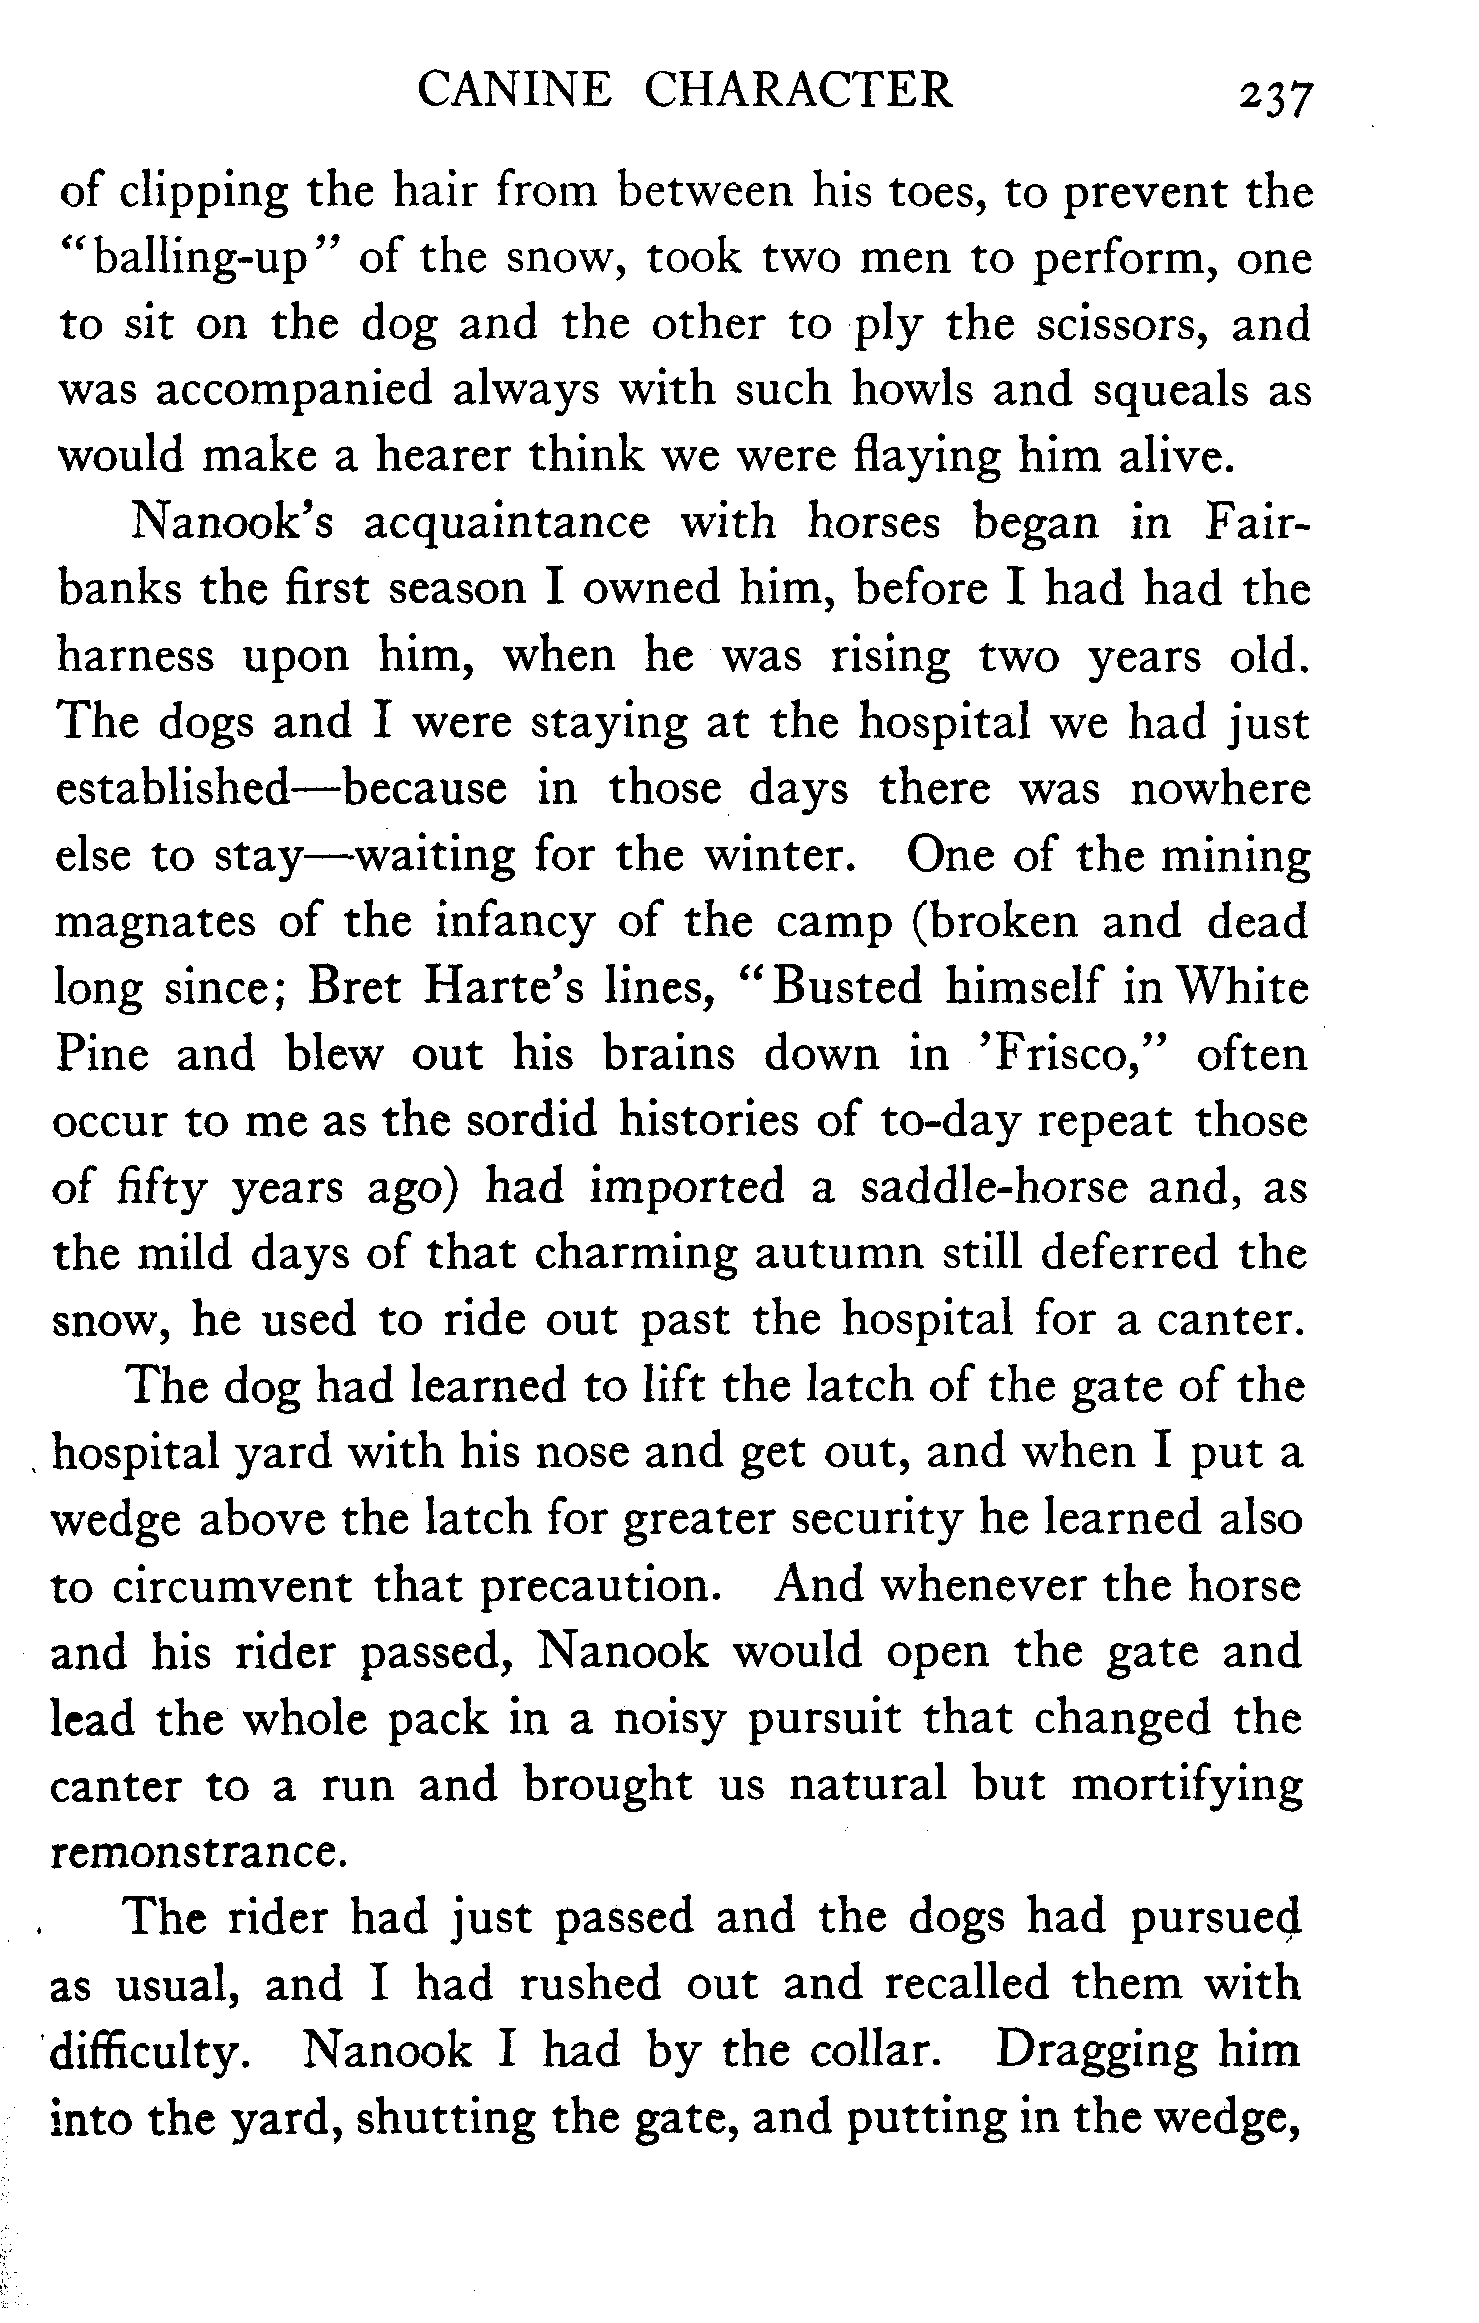 CANINE CHARACTER 237
of clipping the hair from between his toes, to prevent the
“balling-up” of the snow, took two men to perform, one
to sit on the dog and the other to ply the scissors, and
was accompanied always with such howls and squeals as
would make a hearer think we were flaying him alive.
Nanook’s acquaintance with horses began in Fair-
banks the first season I owned him, before I had had the
harness upon him, when he was rising two years old.
The dogs and I were staying at the hospital we had just
established—because in those days there was nowhere
else to stay—waiting for the winter. One of the mining
magnates of the infancy of the camp (broken and dead
long since; Bret Harte’s lines, “Busted himself in White
Pine and blew out his brains down in ’Frisco,” often
occur to me as the sordid histories of to-day repeat those
of fifty years ago) had imported a saddle-horse and, as
the mild days of that charming autumn still deferred the
snow, he used to ride out past the hospital for a canter.
The dog had learned to lift the latch of the gate of the
hospital yard with his nose and get out, and when I put a
wedge above the latch for greater security he learned also
to circumvent that precaution. And whenever the horse
and his rider passed, Nanook would open the gate and
lead the whole pack in a noisy pursuit that changed the
canter to a run and brought us natural but mortifying
remonstrance.
The rider had just passed and the dogs had pursued
as usual, and I had rushed out and recalled them with
difficulty. Nanook I had by the collar. Dragging him
into the yard, shutting the gate, and putting in the wedge,